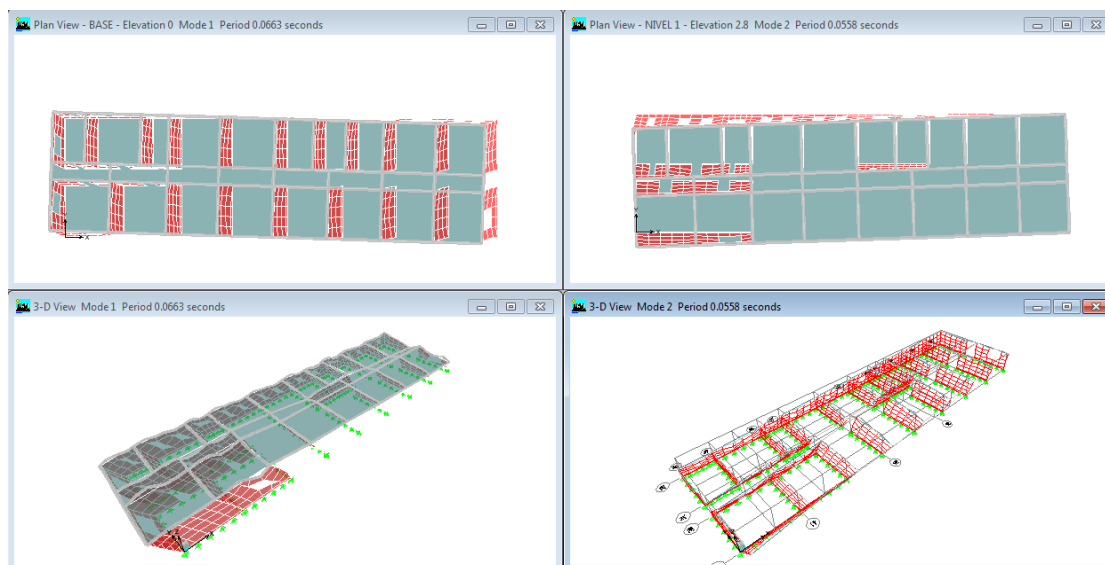 Plan View - BASE - Elevation 0 Mode 1 Period 0.0663 seconds
Plan View - NIVEL 1 - Elevation 2.8 Mode 2 Period 0.0558 seconds
X
3-D View Mode 1 Period 0.0663 seconds
3-D View Mode 2 Period 0.0558 seconds